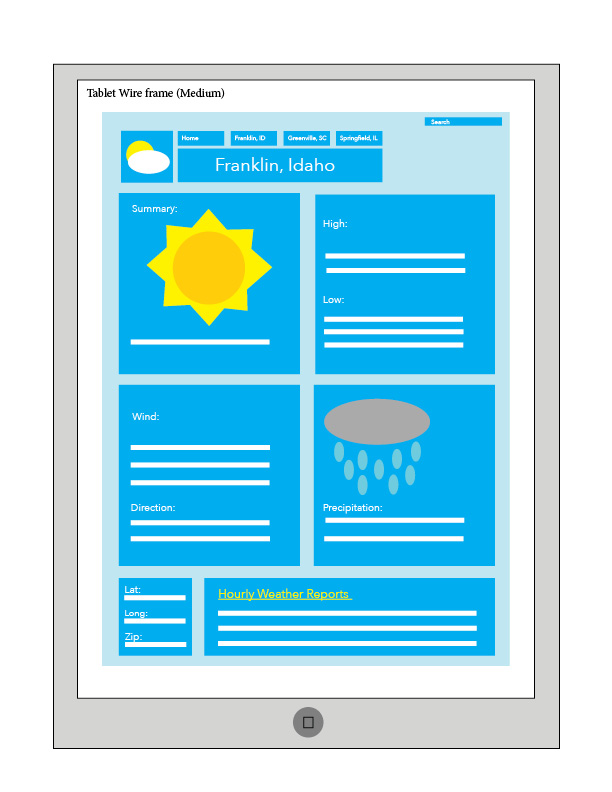 Tablet Wire frame (Medium)
Search
Home Franklin, ID Greenville, SC Springfield, IL
Franklin, Idaho
Summary:
High:
Low:
Wind:
Direction:
Precipitation:
Lat:
Long:
Zip:
Hourly Weather Reports